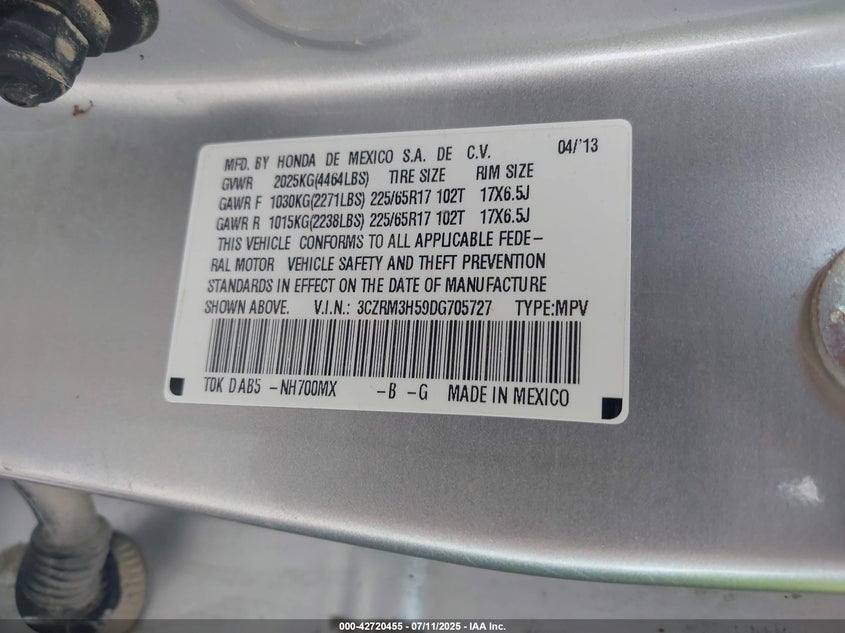 MFD. BY HONDA DE MEXICO S.A. DE C.V. 04/'13
GVWR 2025KG(4464LBS) TIRE SIZE RIM SIZE
GAWR F 1030KG(2271LBS) 225/65R17 102T 17X6.5J
GAWR R 1015KG(2238LBS) 225/65R17 102T 17X6.5J
THIS VEHICLE CONFORMS TO ALL APPLICABLE FEDE-
RAL MOTOR VEHICLE SAFETY AND THEFT PREVENTION
STANDARDS IN EFFECT ON THE DATE OF MANUFACTURE
SHOWN ABOVE. V.I.N.: 3CZRM3H59DG705727 TYPE:MPV
T0K DAB5 -NH700MX -B -G MADE IN MEXICO
000-42720455 - 07/11/2025 - IAA Inc.